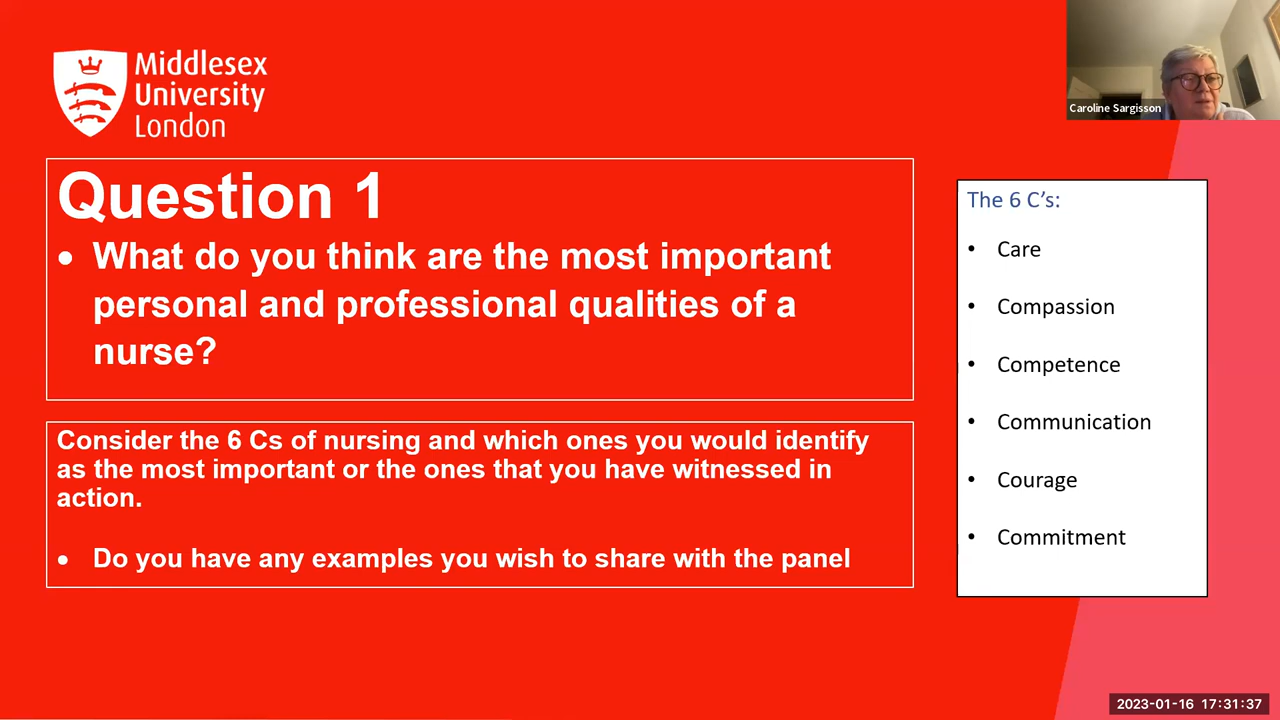 Middlesex
University
London
Caroline Sargisson
Question 1
• What do you think are the most important
personal and professional qualities of a
nurse?
Consider the 6 Cs of nursing and which ones you would identify
as the most important or the ones that you have witnessed in
action.
• Do you have any examples you wish to share with the panel
The 6 C’s:
• Care
• Compassion
• Competence
• Communication
• Courage
• Commitment
2023-01-16 17:31:37